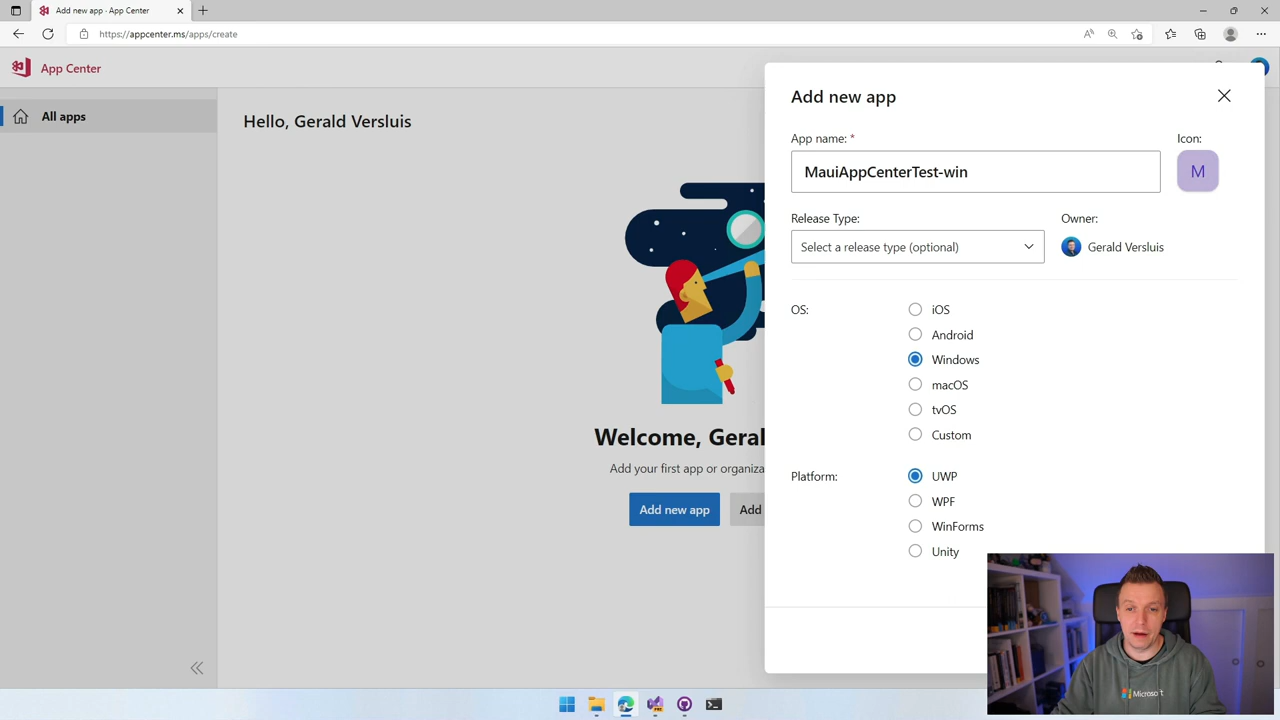 Add new app - App Center
https://appcenter.ms/apps/create
App Center
All apps
Hello, Gerald Versluis
Welcome, Geral
Add your first app or organiza
Add new app
Add
Add new app
App name: *
Icon:
MauiAppCenterTest-win
M
Release Type:
Owner:
Select a release type (optional)
Gerald Versluis
OS:
iOS
Android
Windows
macOS
tvOS
Custom
Platform:
UWP
WPF
WinForms
Unity
Microsoft